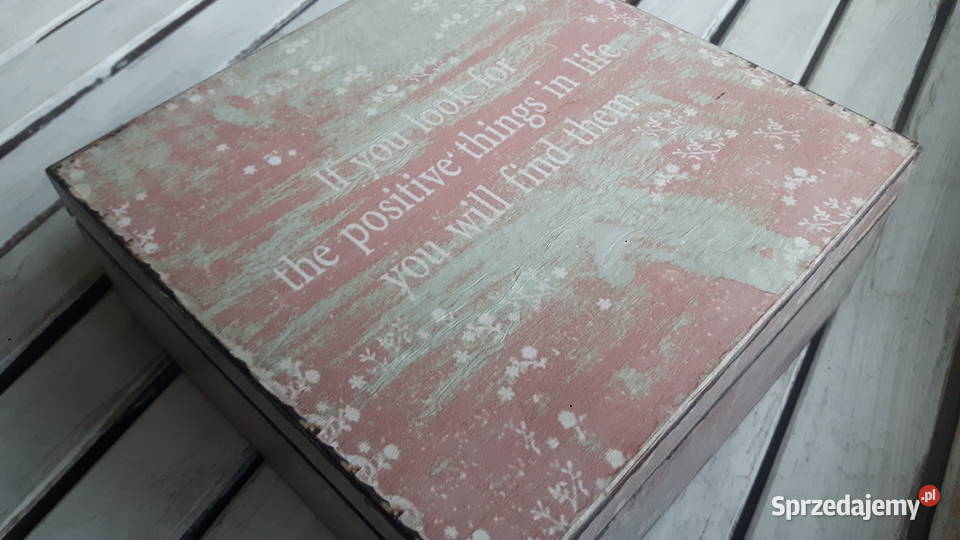 If you look for
the positive things in life
you will find them
Sprzedajemy.pl